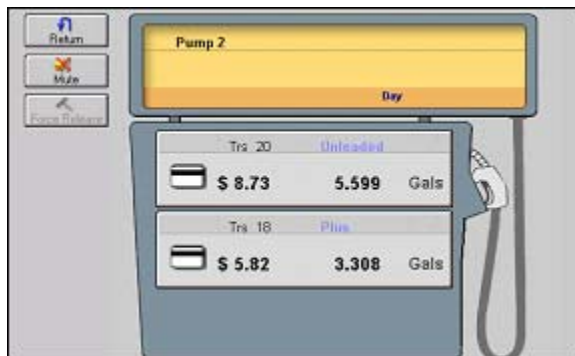 Return
Pump 2
Mute
Day
Force Release
Trs 20 Unleaded
$ 8.73 5.599 Gals
Trs 18 Plus
$ 5.82 3.308 Gals